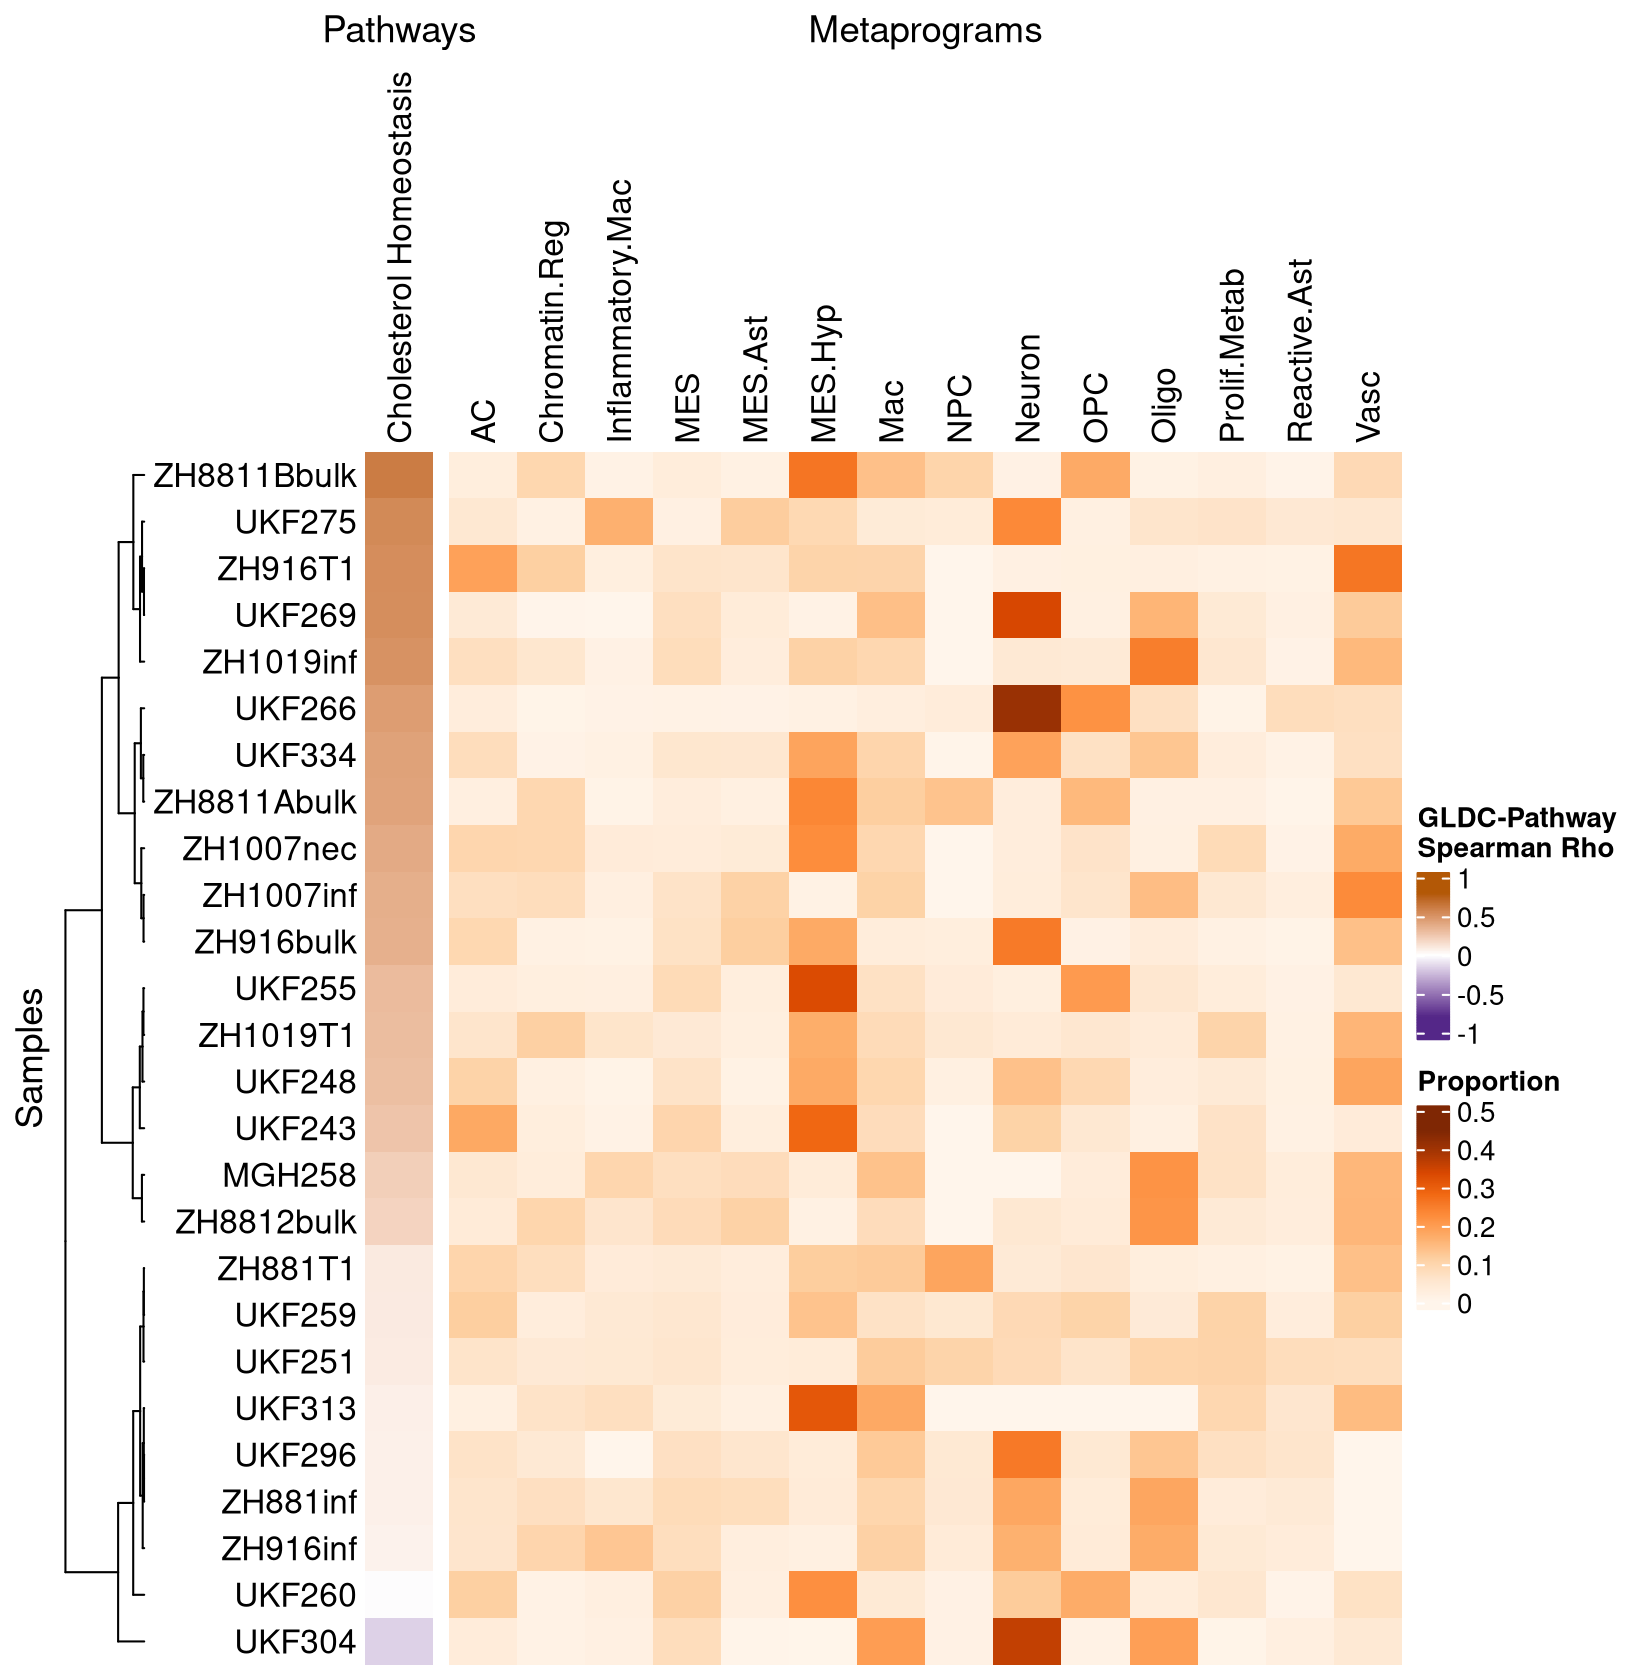 Pathways
Metaprograms
Cholesterol Homeostasis
AC
Chromatin.Reg
Inflammatory.Mac
MES
MES.Ast
MES.Hyp
Mac
NPC
Neuron
OPC
Oligo
Prolif.Metab
Reactive.Ast
Vasc
Samples
ZH8811Bbulk
UKF275
ZH916T1
UKF269
ZH1019inf
UKF266
UKF334
ZH8811Abulk
ZH1007nec
ZH1007inf
ZH916bulk
UKF255
ZH1019T1
UKF248
UKF243
MGH258
ZH8812bulk
ZH881T1
UKF259
UKF251
UKF313
UKF296
ZH881inf
ZH916inf
UKF260
UKF304
GLDC-Pathway
Spearman Rho
1
0.5
0
-0.5
-1
Proportion
0.5
0.4
0.3
0.2
0.1
0